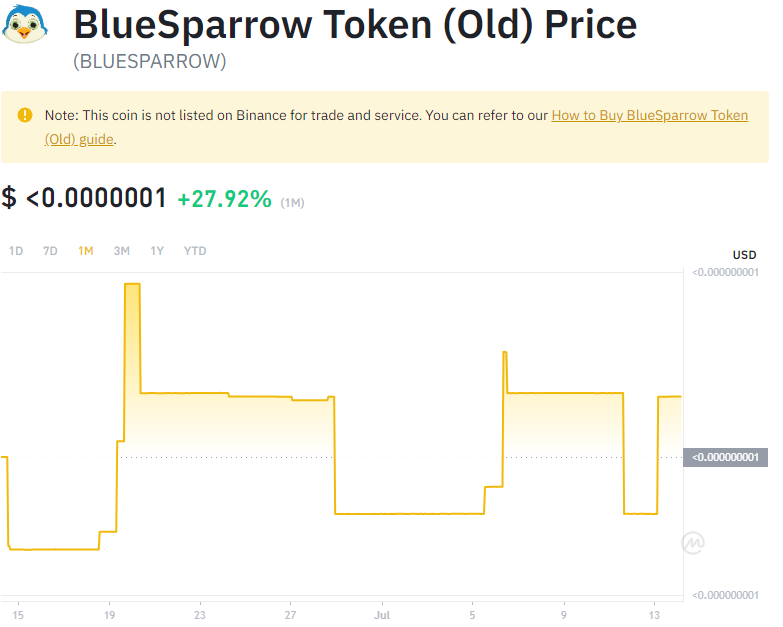 BlueSparrow Token (Old) Price
(BLUESPARROW)
Note: This coin is not listed on Binance for trade and service. You can refer to our How to Buy BlueSparrow Token
(Old) guide.
$ <0.0000001 +27.92% (1M)
1D 7D 1M 3M 1Y YTD
USD
<0.000000001
<0.000000001
<0.000000001
15 19 23 27 Jul 5 9 13